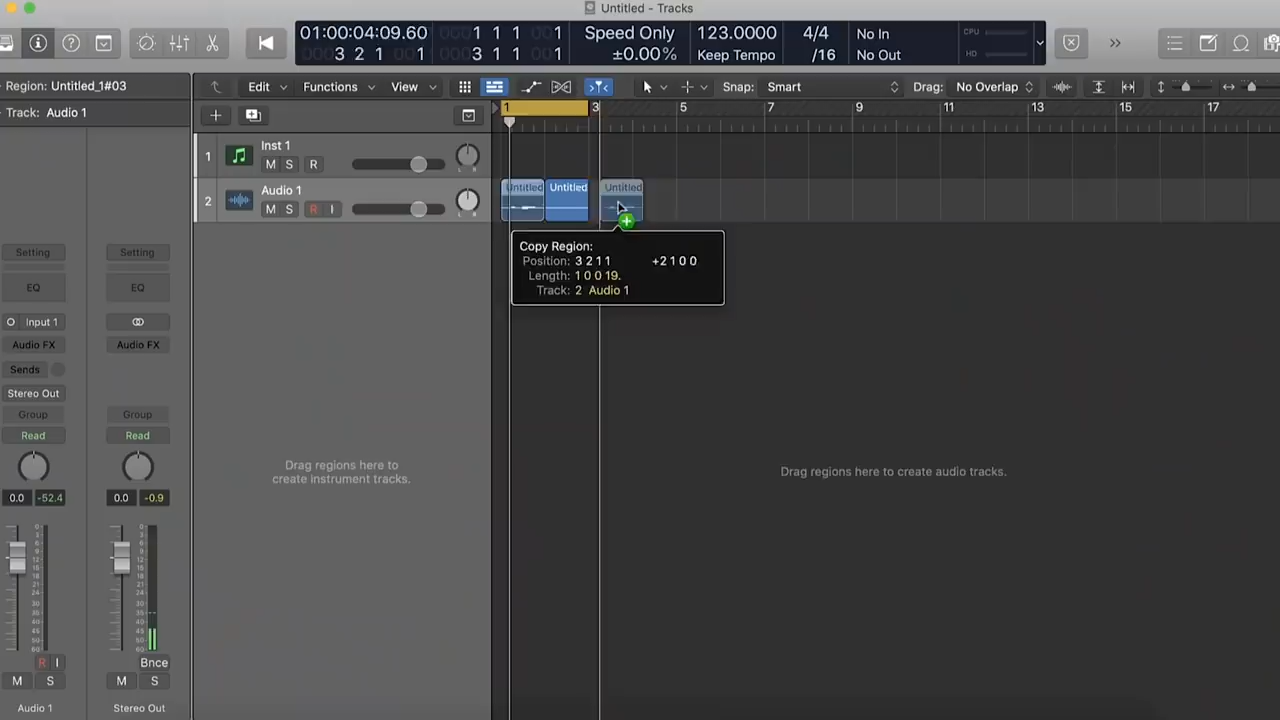 Untitled - Tracks
01:00:04:09.60
3 2 1 1
1 1 1 001
3 1 1 001
Speed Only
±0.00%
123.0000
Keep Tempo
4/4
/16
No In
No Out
CPU
HD
Region: Untitled_1#03
Track: Audio 1
Edit
Functions
View
Snap: Smart
Drag: No Overlap
1 3 5 7 9 11 13 15 17
1 Inst 1
M S R
L R
2 Audio 1
M S R I
L R
Untitled
Untitled
Untitled
Copy Region:
Position: 3 2 1 1 +2 1 0 0
Length: 1 0 0 19.
Track: 2 Audio 1
Setting Setting
EQ EQ
Input 1
Audio FX Audio FX
Sends
Stereo Out
Group Group
Read Read
0.0 -52.4 0.0 -0.9
Drag regions here to
create instrument tracks.
Drag regions here to create audio tracks.
R I Bnce
M S M S
Audio 1 Stereo Out